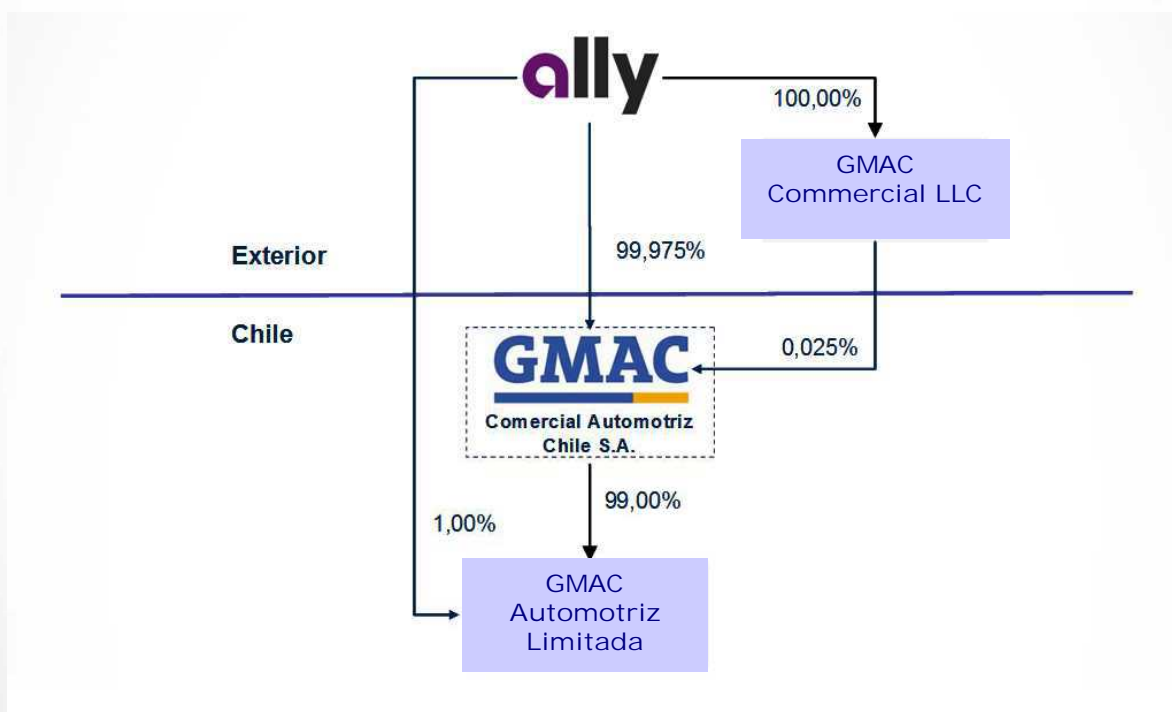 ally
100,00%
GMAC
Commercial LLC
Exterior
99,975%
Chile
0,025%
GMAC
Comercial Automotriz
Chile S.A.
99,00%
1,00%
GMAC
Automotriz
Limitada